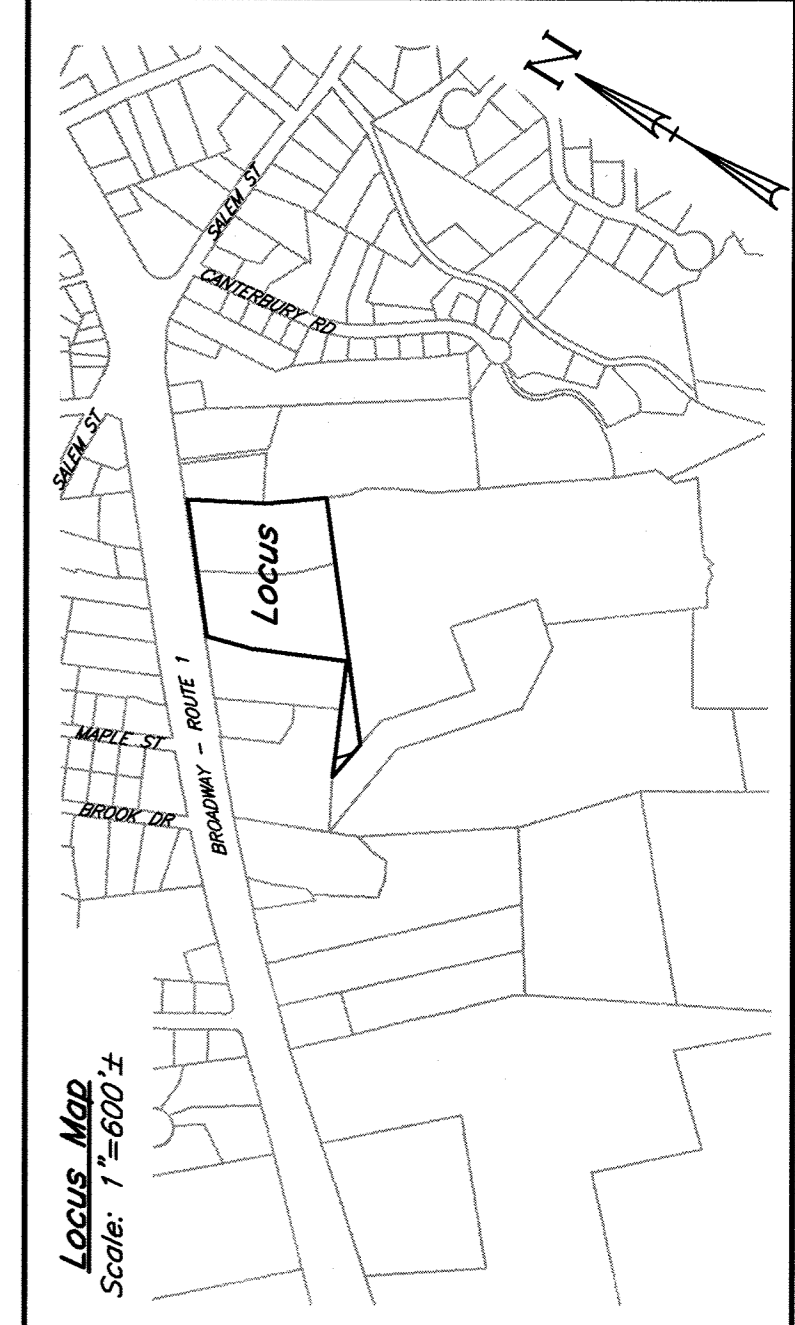 N
SALEM ST
CANTERBURY RD
SALEM ST
LOCUS
BROADWAY - ROUTE 1
MAPLE ST
BROOK DR
Locus Map
Scale: 1"=600'±